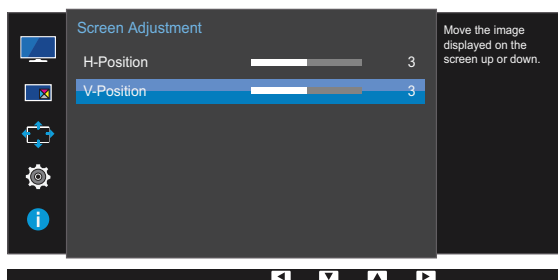 Screen Adjustment
H-Position 3
V-Position 3
Move the image
displayed on the
screen up or down.